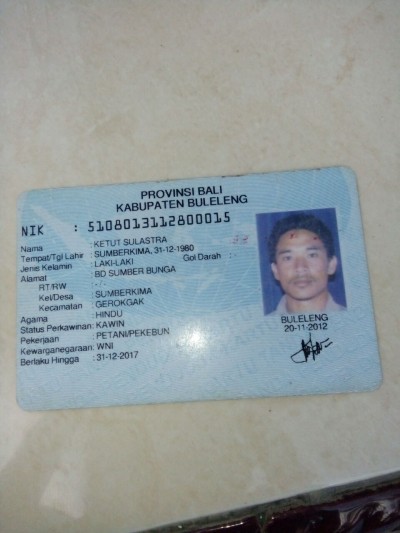 PROVINSI BALI
KABUPATEN BULELENG
NIK : 5108013112800015
Nama : KETUT SULASTRA
Tempat/Tgl Lahir : SUMBERKIMA, 31-12-1980
Jenis Kelamin : LAKI-LAKI Gol Darah : -
Alamat : BD SUMBER BUNGA
RT/RW : -/-
Kel/Desa : SUMBERKIMA
Kecamatan : GEROKGAK
Agama : HINDU
Status Perkawinan: KAWIN
Pekerjaan : PETANI/PEKEBUN
Kewarganegaraan: WNI
Berlaku Hingga : 31-12-2017
BULELENG
20-11-2012